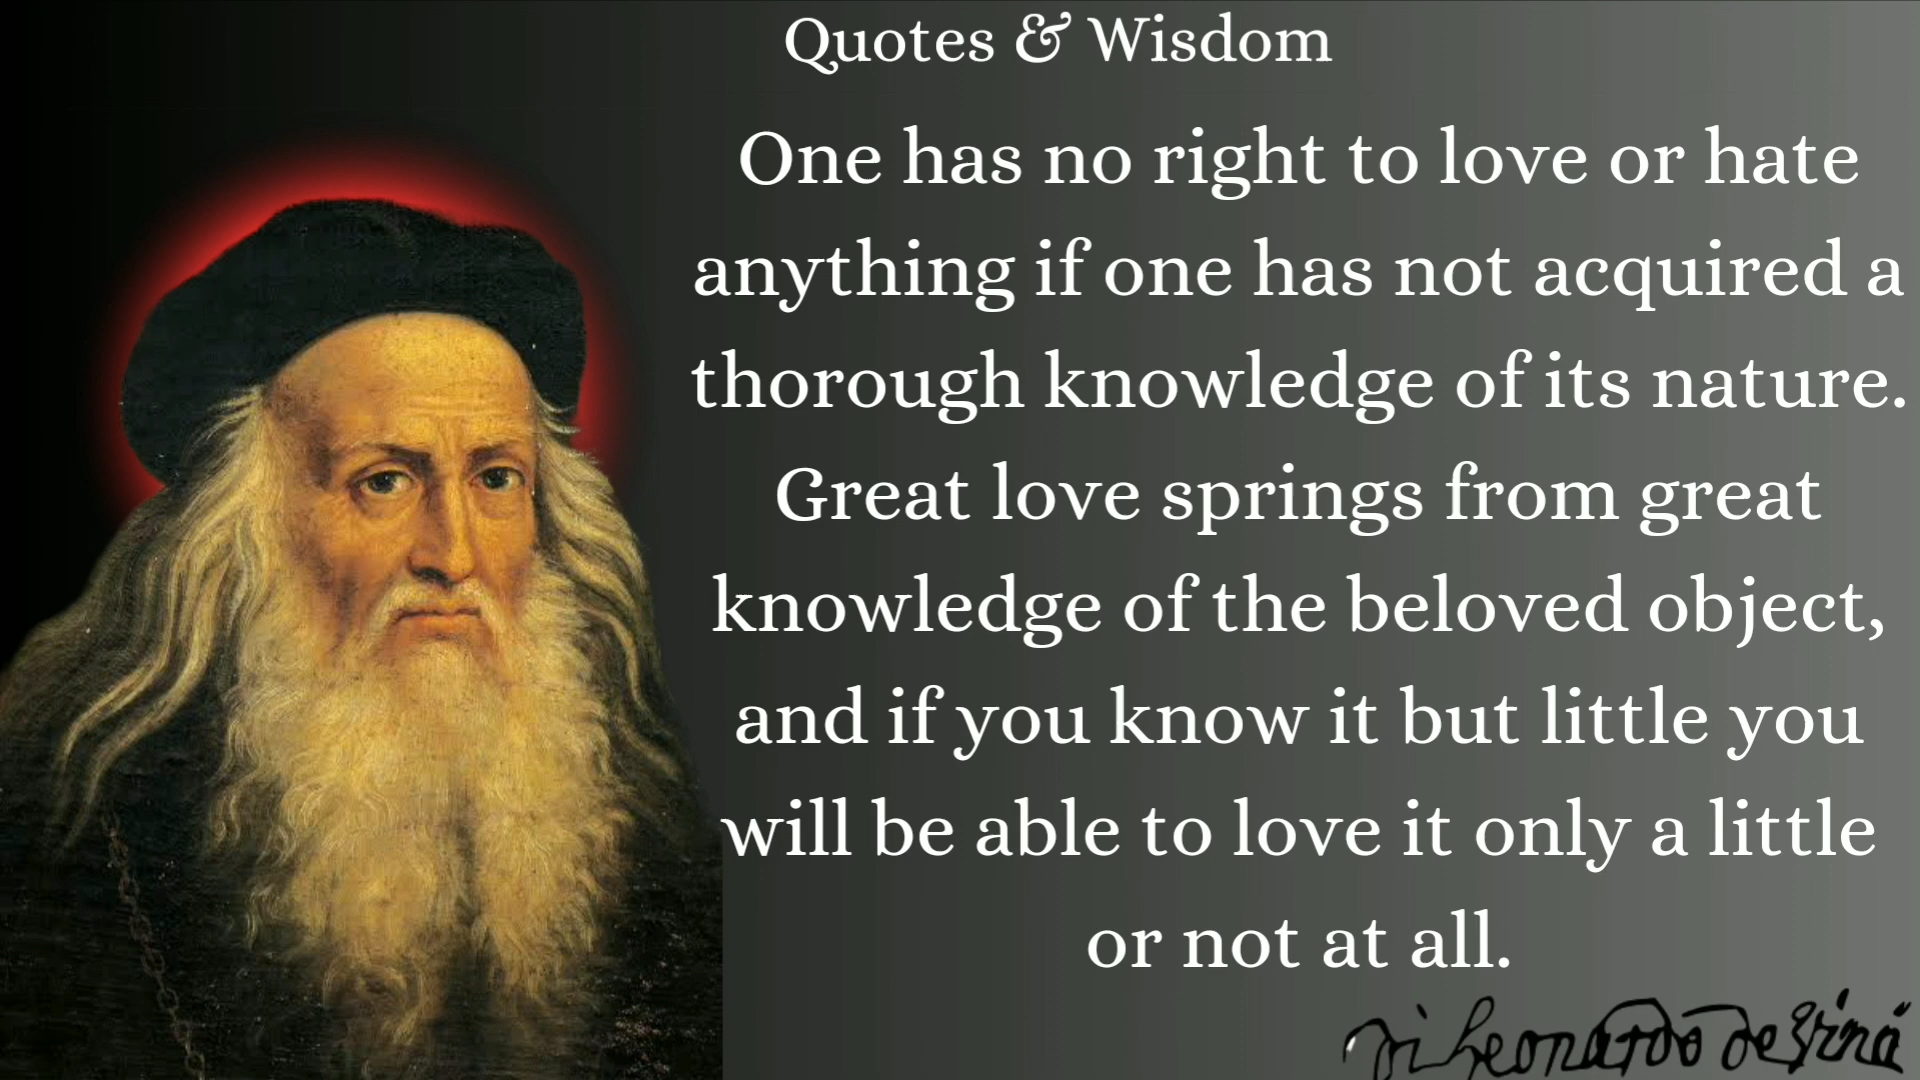 Quotes & Wisdom
One has no right to love or hate
anything if one has not acquired a
thorough knowledge of its nature.
Great love springs from great
knowledge of the beloved object,
and if you know it but little you
will be able to love it only a little
or not at all.
Leonardo